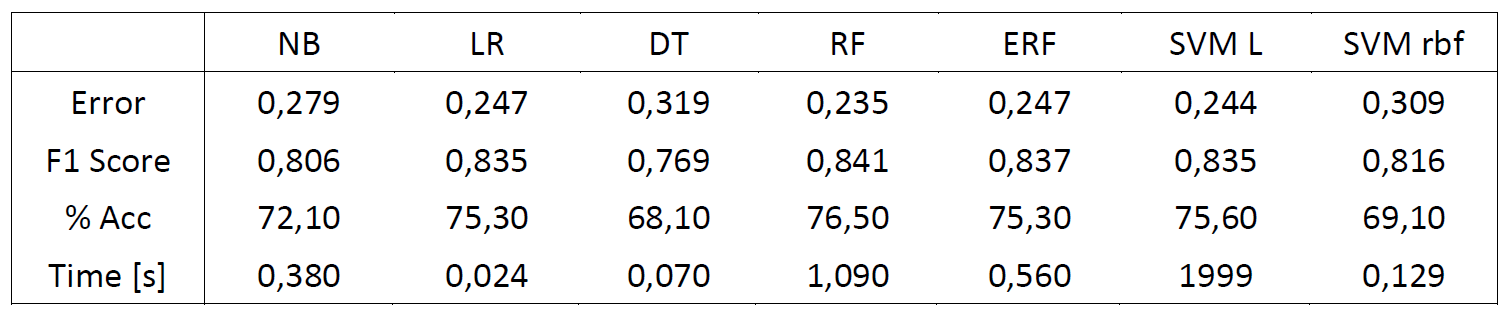 NB LR DT RF ERF SVM L SVM rbf
Error 0,279 0,247 0,319 0,235 0,247 0,244 0,309
F1 Score 0,806 0,835 0,769 0,841 0,837 0,835 0,816
% Acc 72,10 75,30 68,10 76,50 75,30 75,60 69,10
Time [s] 0,380 0,024 0,070 1,090 0,560 1999 0,129